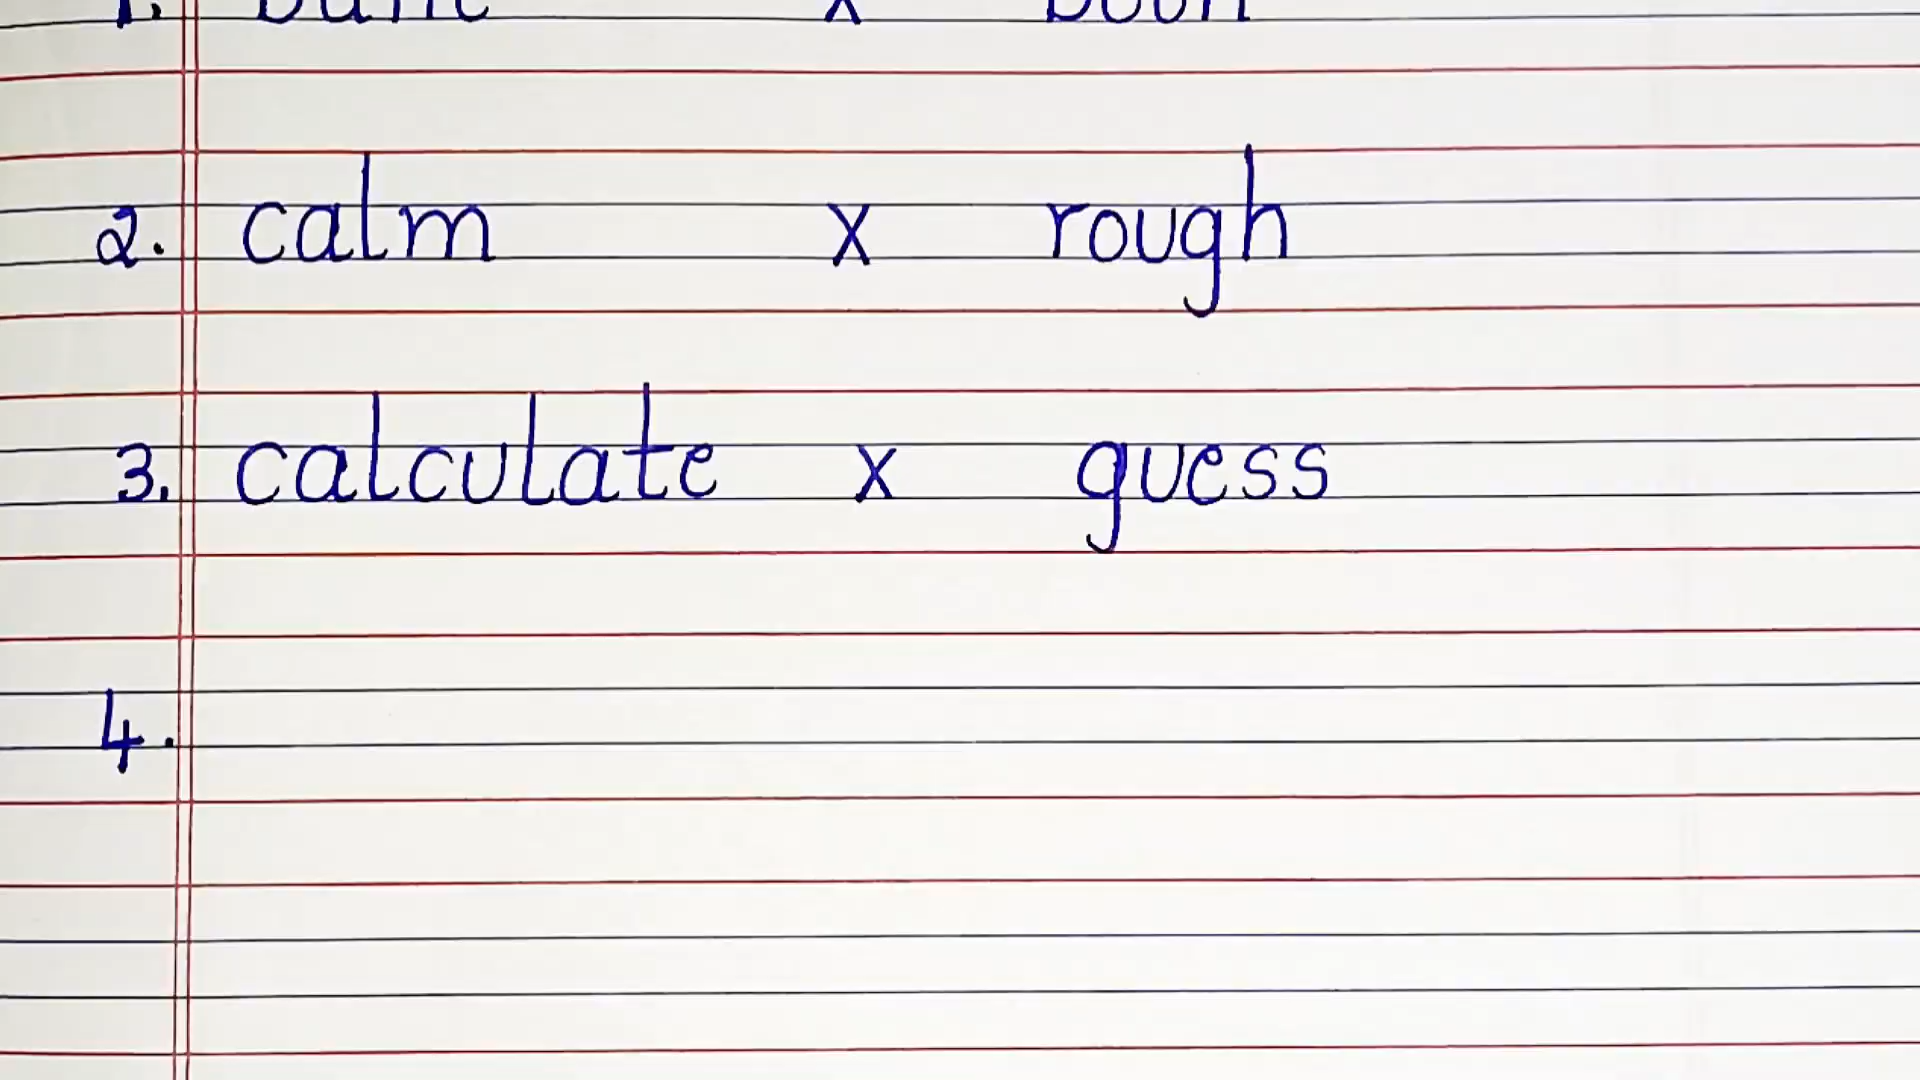 2. calm x rough
3. calculate x guess
4.